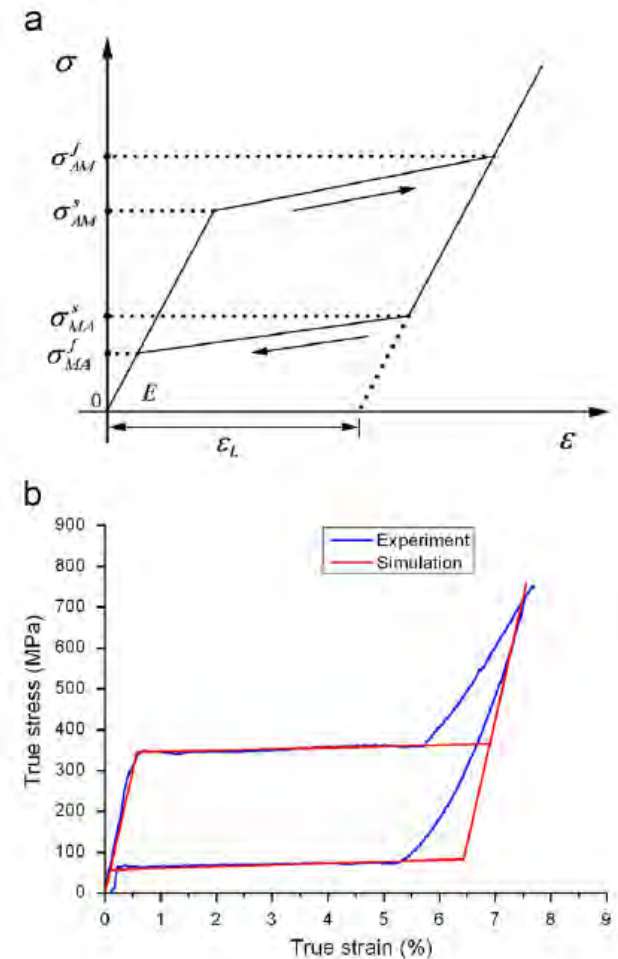 a
σ
σ^f_AM
σ^s_AM
σ^s_MA
σ^f_MA
0
E
ε_L
ε
b
900
800
700
600
500
400
300
200
100
0
True stress (MPa)
Experiment
Simulation
0 1 2 3 4 5 6 7 8 9
True strain (%)